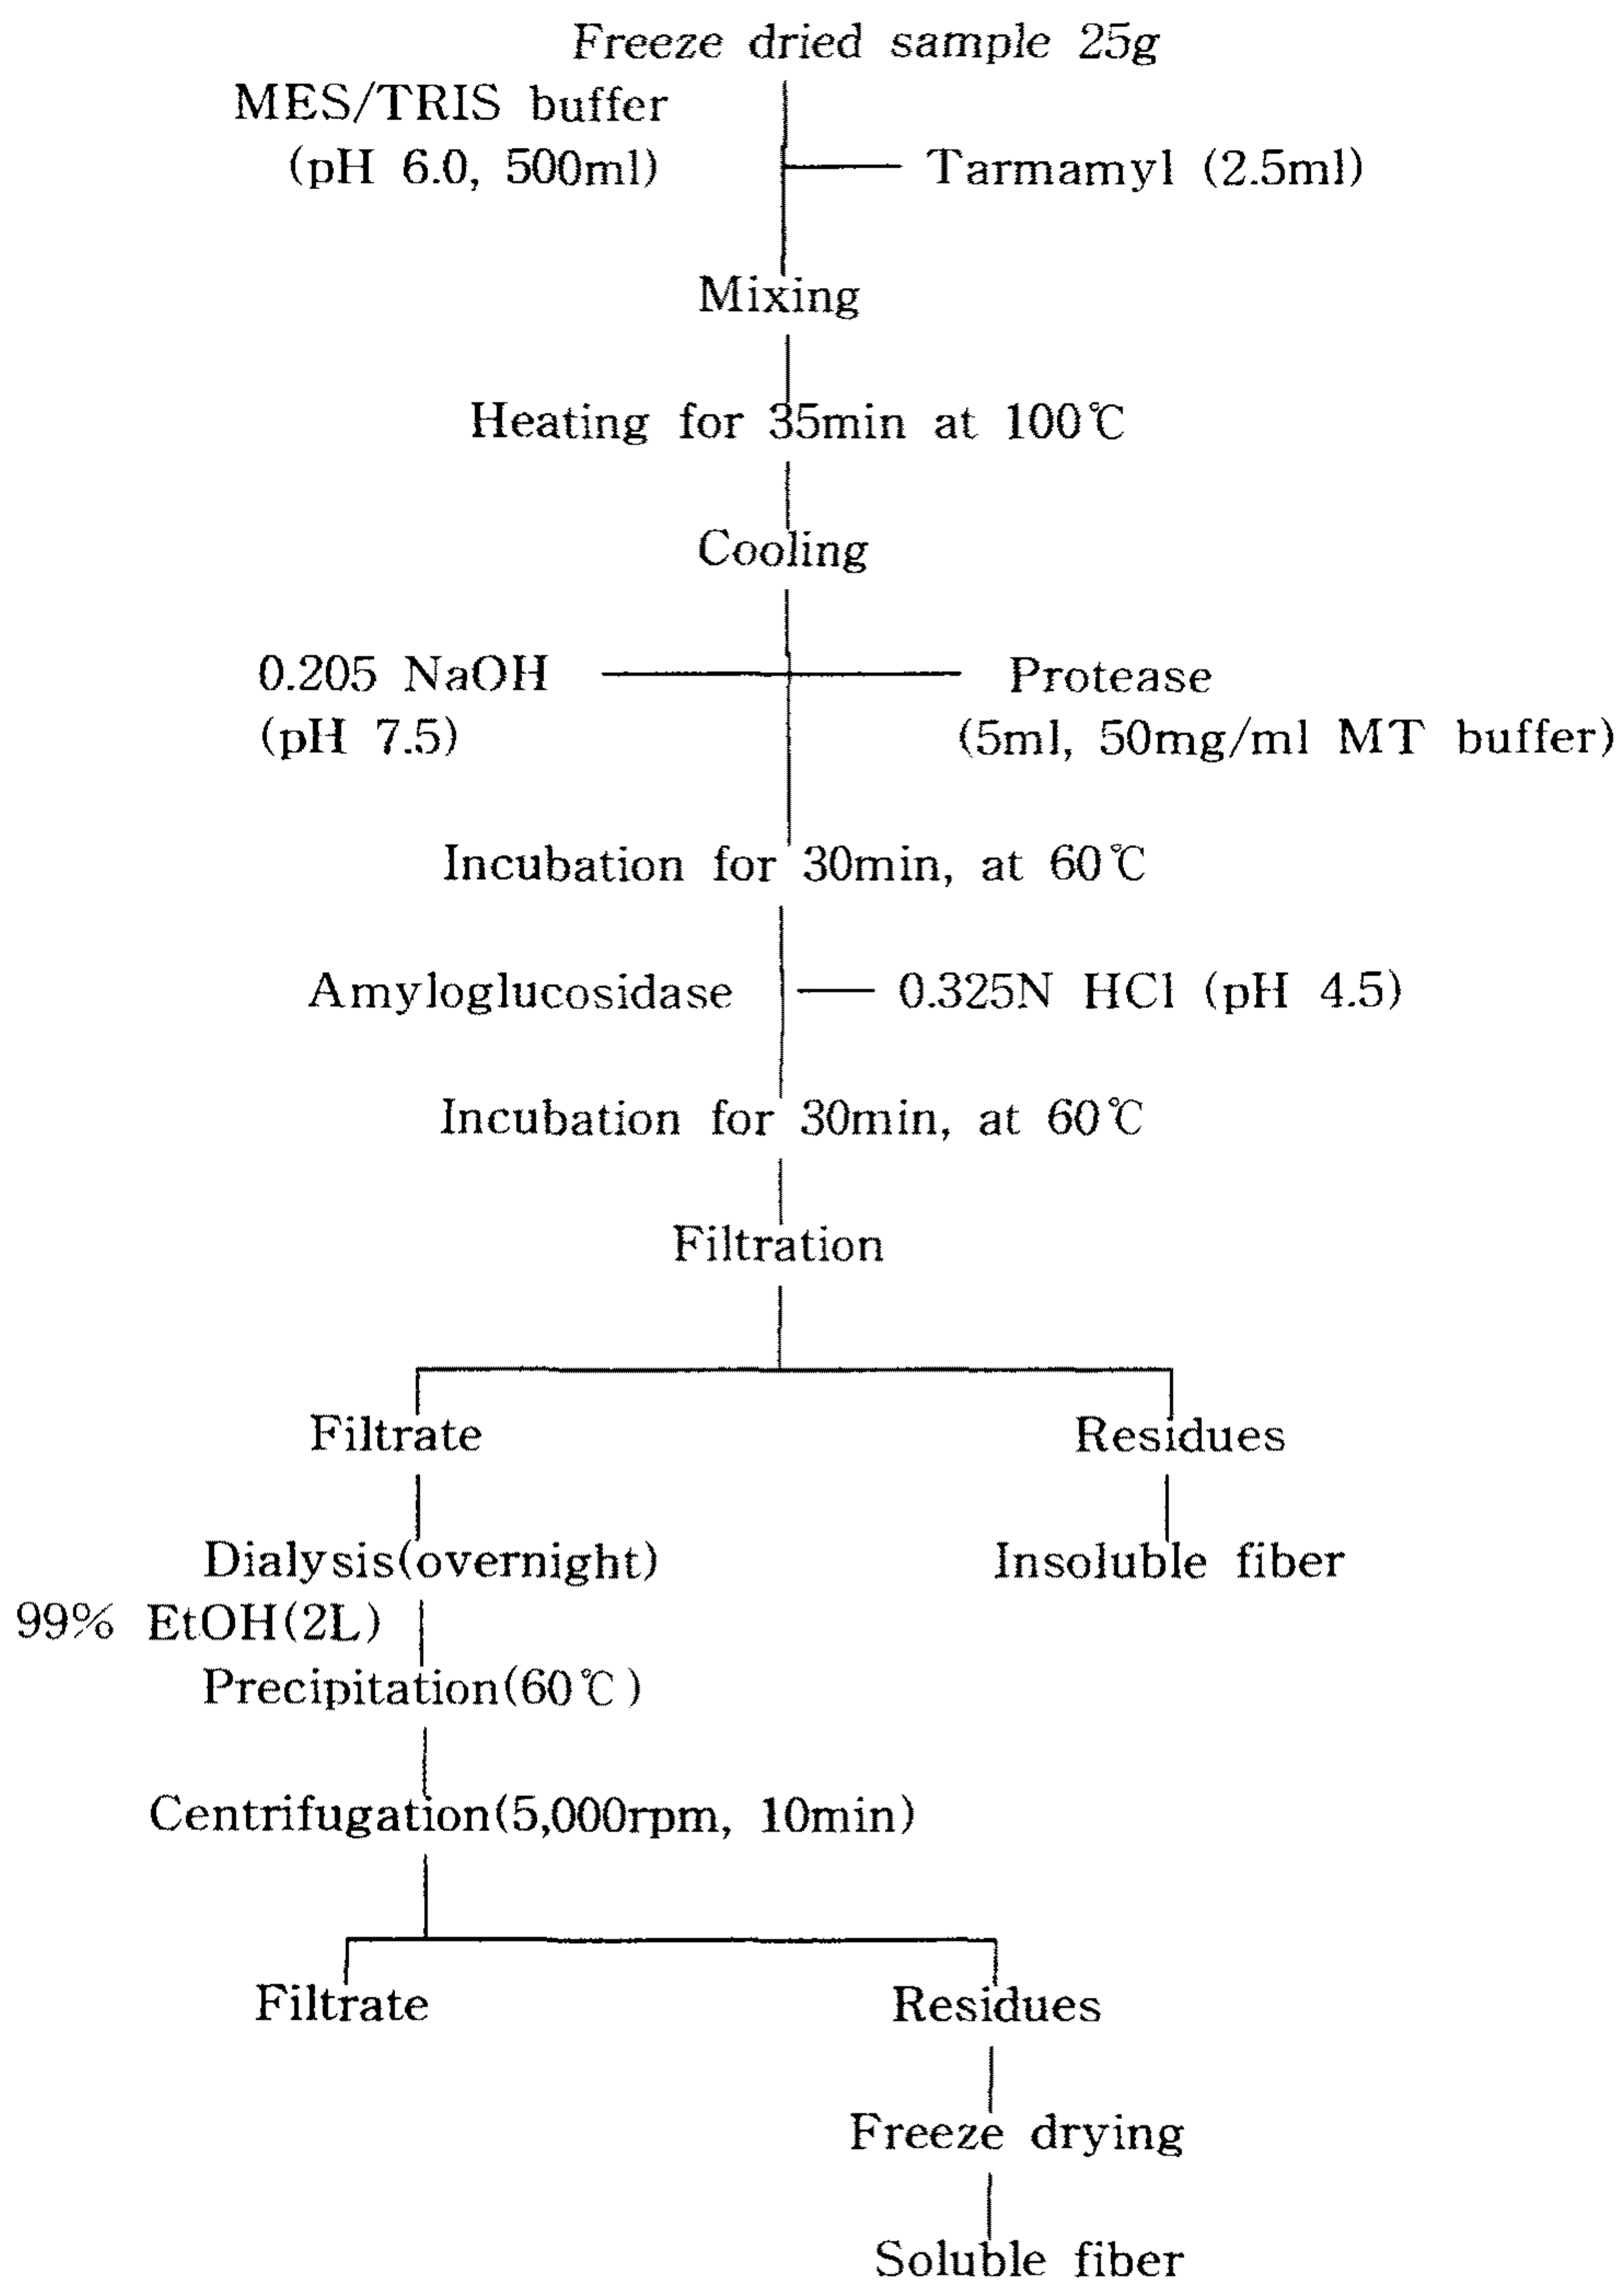 Freeze dried sample 25g
MES/TRIS buffer
(pH 6.0, 500ml)
Tarmamyl (2.5ml)
Mixing
Heating for 35min at 100℃
Cooling
0.205 NaOH
(pH 7.5)
Protease
(5ml, 50mg/ml MT buffer)
Incubation for 30min, at 60℃
Amyloglucosidase
0.325N HCl (pH 4.5)
Incubation for 30min, at 60℃
Filtration
Filtrate
Residues
Dialysis(overnight)
Insoluble fiber
99% EtOH(2L)
Precipitation(60℃)
Centrifugation(5,000rpm, 10min)
Filtrate
Residues
Freeze drying
Soluble fiber